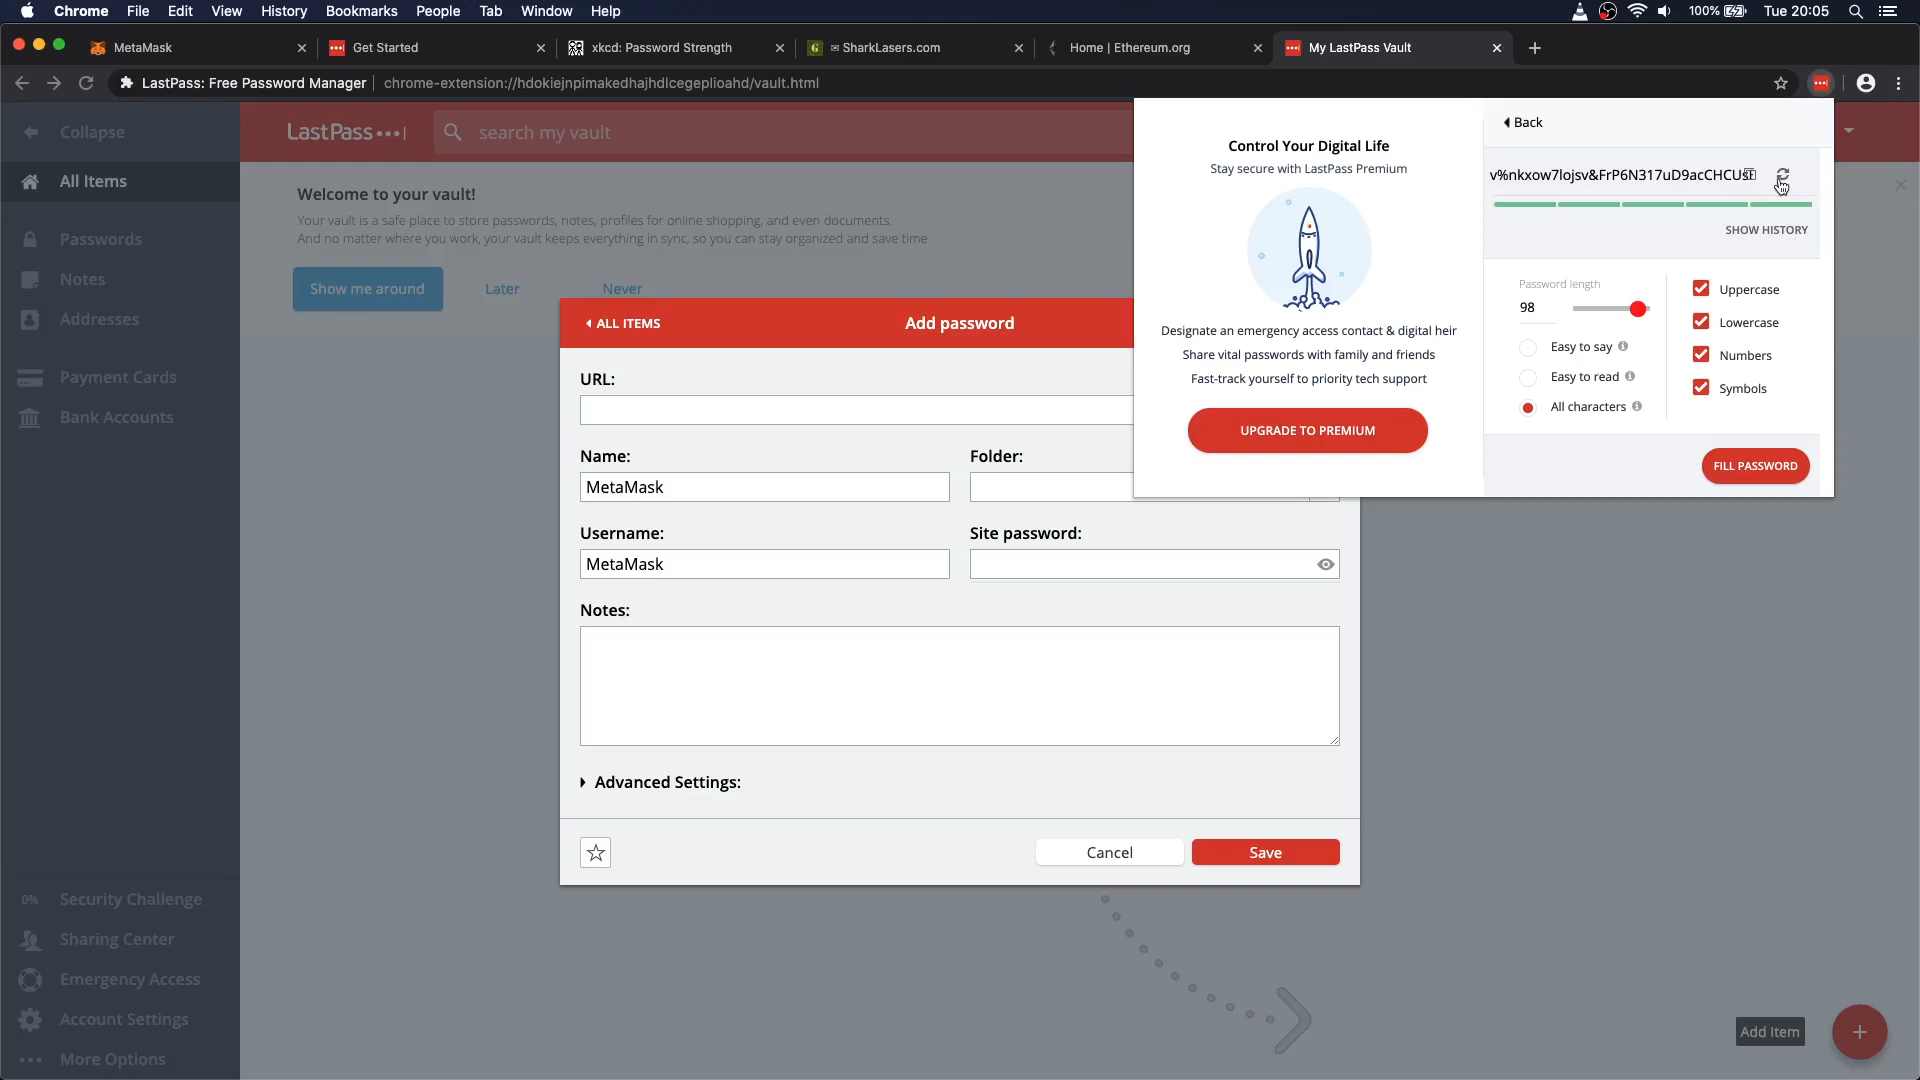 Chrome File Edit View History Bookmarks People Tab Window Help 100% Tue 20:05
MetaMask Get Started xkcd: Password Strength ✉ SharkLasers.com Home | Ethereum.org My LastPass Vault
LastPass: Free Password Manager chrome-extension://hdokiejnpimakedhajhdlcegeplioahd/vault.html
Collapse
All Items
Passwords
Notes
Addresses
Payment Cards
Bank Accounts
0% Security Challenge
Sharing Center
Emergency Access
Account Settings
More Options
LastPass
search my vault
Welcome to your vault!
Your vault is a safe place to store passwords, notes, profiles for online shopping, and even documents.
And no matter where you work, your vault keeps everything in sync, so you can stay organized and save time.
Show me around Later Never
ALL ITEMS Add password
URL:
Name: Folder:
MetaMask
Username: Site password:
MetaMask
Notes:
Advanced Settings:
Cancel Save
Control Your Digital Life
Stay secure with LastPass Premium
Designate an emergency access contact & digital heir
Share vital passwords with family and friends
Fast-track yourself to priority tech support
UPGRADE TO PREMIUM
Back
SHOW HISTORY
Password length
98
Easy to say
Easy to read
All characters
Uppercase
Lowercase
Numbers
Symbols
FILL PASSWORD
Add Item